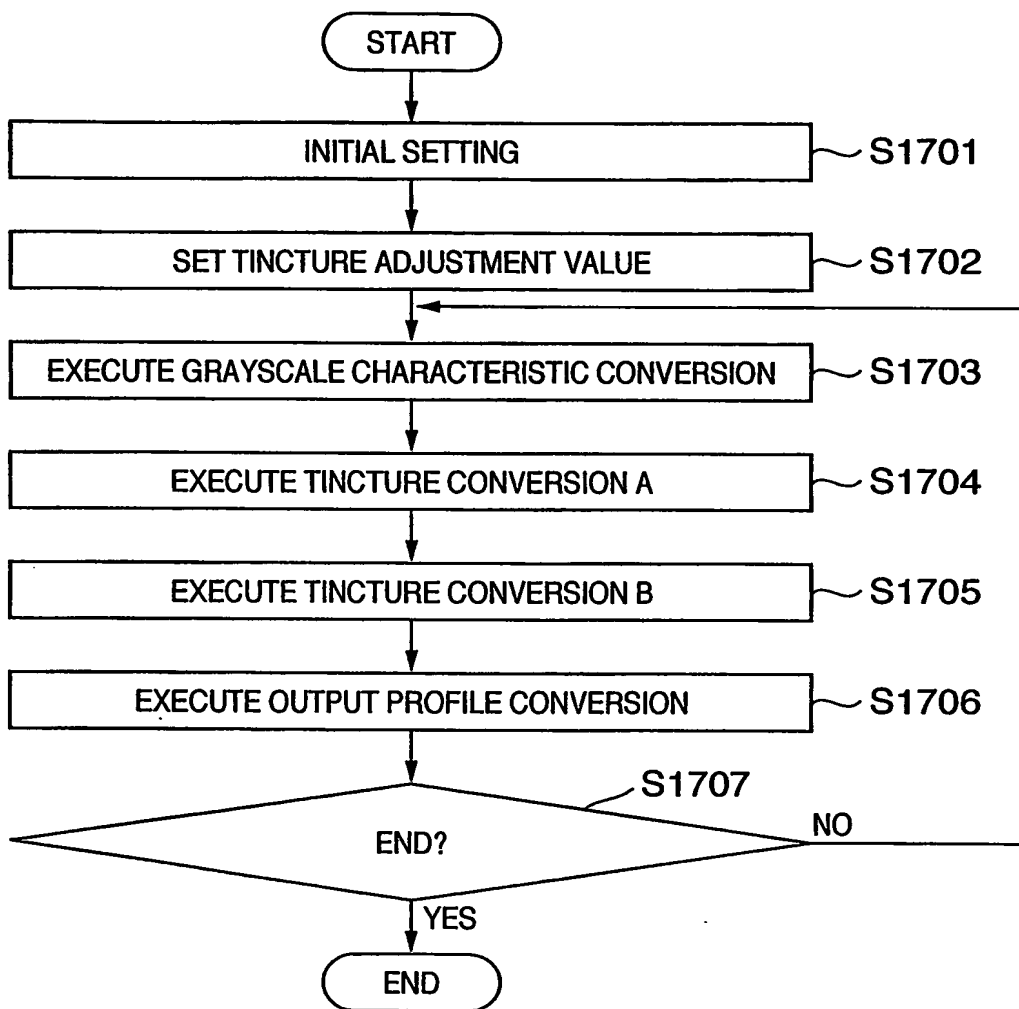 START
INITIAL SETTING
S1701
SET TINCTURE ADJUSTMENT VALUE
S1702
EXECUTE GRAYSCALE CHARACTERISTIC CONVERSION
S1703
EXECUTE TINCTURE CONVERSION A
S1704
EXECUTE TINCTURE CONVERSION B
S1705
EXECUTE OUTPUT PROFILE CONVERSION
S1706
S1707
END?
NO
YES
END